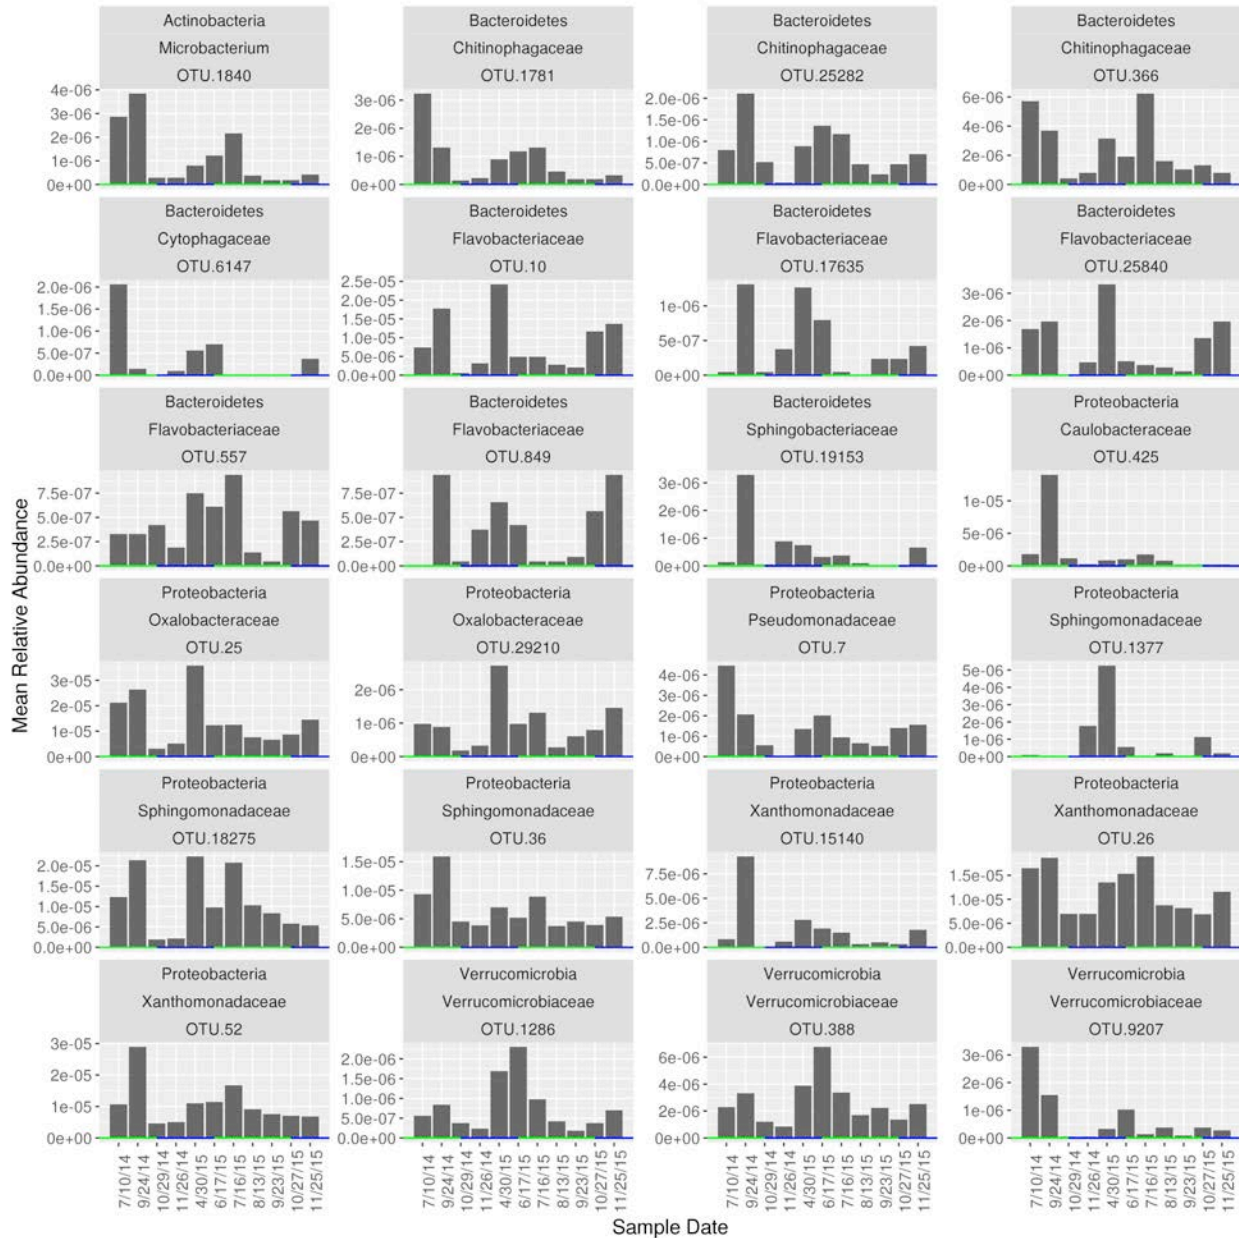 Actinobacteria Bacteroidetes Bacteroidetes Bacteroidetes
Microbacterium Chitinophagaceae Chitinophagaceae Chitinophagaceae
OTU.1840 OTU.1781 OTU.25282 OTU.366
4e-06
3e-06
2e-06
1e-06
0e+00
3e-06
2e-06
1e-06
0e+00
2.0e-06
1.5e-06
1.0e-06
5.0e-07
0.0e+00
6e-06
4e-06
2e-06
0e+00
Bacteroidetes Bacteroidetes Bacteroidetes Bacteroidetes
Cytophagaceae Flavobacteriaceae Flavobacteriaceae Flavobacteriaceae
OTU.6147 OTU.10 OTU.17635 OTU.25840
2.0e-06
1.5e-06
1.0e-06
5.0e-07
0.0e+00
2.5e-05
2.0e-05
1.5e-05
1.0e-05
5.0e-06
0.0e+00
1e-06
5e-07
0e+00
3e-06
2e-06
1e-06
0e+00
Bacteroidetes Bacteroidetes Bacteroidetes Proteobacteria
Flavobacteriaceae Flavobacteriaceae Sphingobacteriaceae Caulobacteraceae
OTU.557 OTU.849 OTU.19153 OTU.425
7.5e-07
5.0e-07
2.5e-07
0.0e+00
7.5e-07
5.0e-07
2.5e-07
0.0e+00
3e-06
2e-06
1e-06
0e+00
1e-05
5e-06
0e+00
Proteobacteria Proteobacteria Proteobacteria Proteobacteria
Oxalobacteraceae Oxalobacteraceae Pseudomonadaceae Sphingomonadaceae
OTU.25 OTU.29210 OTU.7 OTU.1377
3e-05
2e-05
1e-05
0e+00
2e-06
1e-06
0e+00
4e-06
3e-06
2e-06
1e-06
0e+00
5e-06
4e-06
3e-06
2e-06
1e-06
0e+00
Proteobacteria Proteobacteria Proteobacteria Proteobacteria
Sphingomonadaceae Sphingomonadaceae Xanthomonadaceae Xanthomonadaceae
OTU.18275 OTU.36 OTU.15140 OTU.26
2.0e-05
1.5e-05
1.0e-05
5.0e-06
0.0e+00
1.5e-05
1.0e-05
5.0e-06
0.0e+00
7.5e-06
5.0e-06
2.5e-06
0.0e+00
1.5e-05
1.0e-05
5.0e-06
0.0e+00
Proteobacteria Verrucomicrobia Verrucomicrobia Verrucomicrobia
Xanthomonadaceae Verrucomicrobiaceae Verrucomicrobiaceae Verrucomicrobiaceae
OTU.52 OTU.1286 OTU.388 OTU.9207
3e-05
2e-05
1e-05
0e+00
2.0e-06
1.5e-06
1.0e-06
5.0e-07
0.0e+00
6e-06
4e-06
2e-06
0e+00
3e-06
2e-06
1e-06
0e+00
7/10/14 9/24/14 10/29/14 11/26/14 4/30/15 6/17/15 7/16/15 8/13/15 9/23/15 10/27/15 11/25/15
7/10/14 9/24/14 10/29/14 11/26/14 4/30/15 6/17/15 7/16/15 8/13/15 9/23/15 10/27/15 11/25/15
7/10/14 9/24/14 10/29/14 11/26/14 4/30/15 6/17/15 7/16/15 8/13/15 9/23/15 10/27/15 11/25/15
7/10/14 9/24/14 10/29/14 11/26/14 4/30/15 6/17/15 7/16/15 8/13/15 9/23/15 10/27/15 11/25/15
Mean Relative Abundance
Sample Date